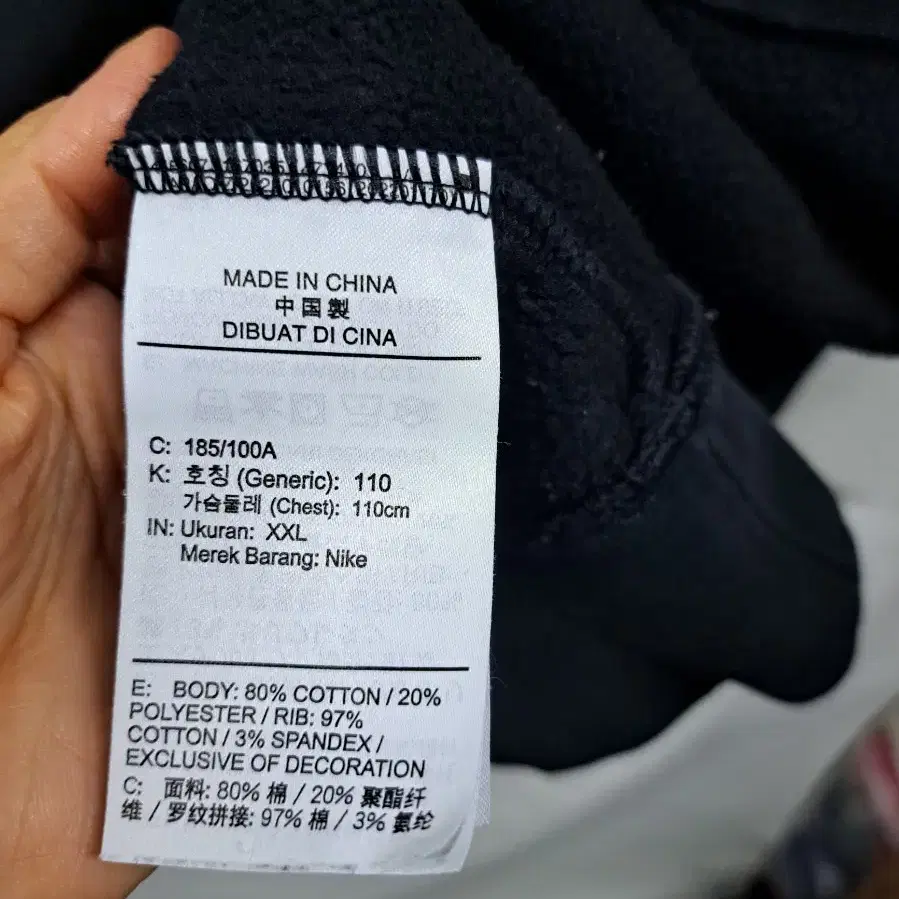 MADE IN CHINA
中国製
DIBUAT DI CINA
C: 185/100A
K: 호칭 (Generic): 110
가슴둘레 (Chest): 110cm
IN: Ukuran: XXL
Merek Barang: Nike
E: BODY: 80% COTTON / 20%
POLYESTER / RIB: 97%
COTTON / 3% SPANDEX /
EXCLUSIVE OF DECORATION
C: 面料: 80% 棉 / 20% 聚酯纤
维 / 罗纹拼接: 97% 棉 / 3% 氨纶